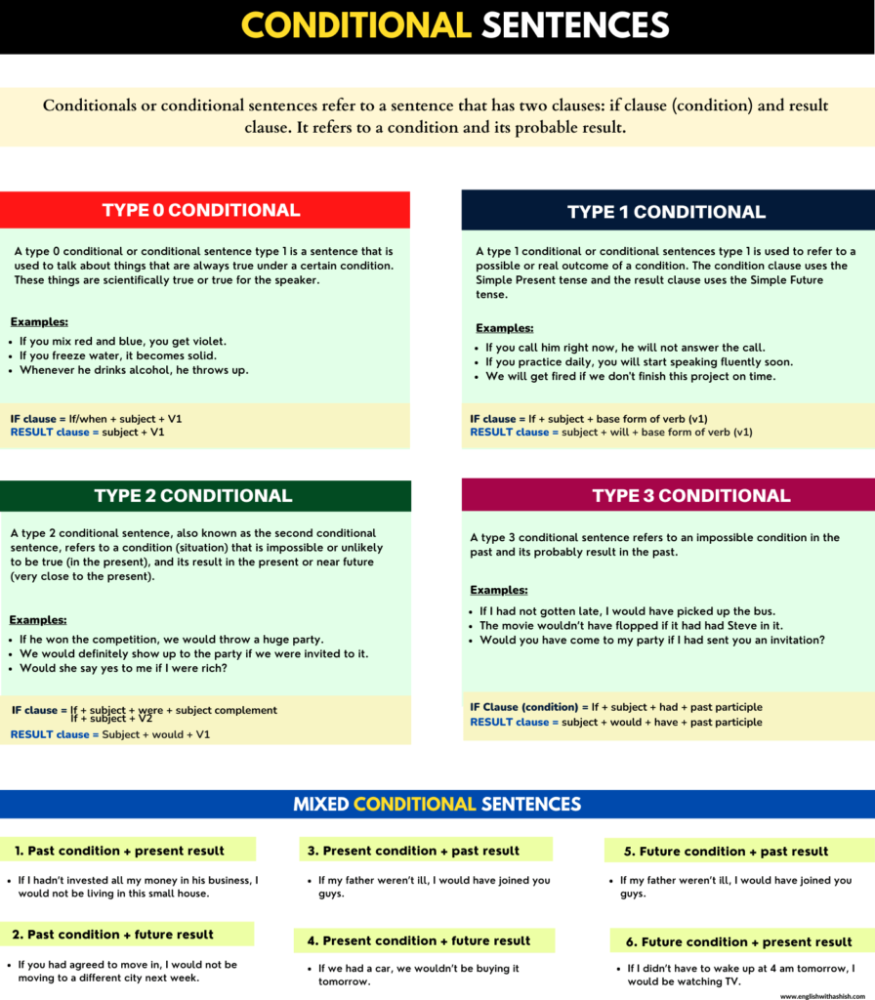 CONDITIONAL SENTENCES
Conditionals or conditional sentences refer to a sentence that has two clauses: if clause (condition) and result
clause. It refers to a condition and its probable result.
TYPE 0 CONDITIONAL
A type 0 conditional or conditional sentence type 1 is a sentence that is
used to talk about things that are always true under a certain condition.
These things are scientifically true or true for the speaker.
Examples:
• If you mix red and blue, you get violet.
• If you freeze water, it becomes solid.
• Whenever he drinks alcohol, he throws up.
IF clause = If/when + subject + V1
RESULT clause = subject + V1
TYPE 1 CONDITIONAL
A type 1 conditional or conditional sentences type 1 is used to refer to a
possible or real outcome of a condition. The condition clause uses the
Simple Present tense and the result clause uses the Simple Future
tense.
Examples:
• If you call him right now, he will not answer the call.
• If you practice daily, you will start speaking fluently soon.
• We will get fired if we don't finish this project on time.
IF clause = If + subject + base form of verb (v1)
RESULT clause = subject + will + base form of verb (v1)
TYPE 2 CONDITIONAL
A type 2 conditional sentence, also known as the second conditional
sentence, refers to a condition (situation) that is impossible or unlikely
to be true (in the present), and its result in the present or near future
(very close to the present).
Examples:
• If he won the competition, we would throw a huge party.
• We would definitely show up to the party if we were invited to it.
• Would she say yes to me if I were rich?
IF clause = If + subject + were + subject complement
If + subject + V2
RESULT clause = Subject + would + V1
TYPE 3 CONDITIONAL
A type 3 conditional sentence refers to an impossible condition in the
past and its probably result in the past.
Examples:
• If I had not gotten late, I would have picked up the bus.
• The movie wouldn't have flopped if it had had Steve in it.
• Would you have come to my party if I had sent you an invitation?
IF Clause (condition) = If + subject + had + past participle
RESULT clause = subject + would + have + past participle
MIXED CONDITIONAL SENTENCES
1. Past condition + present result
• If I hadn't invested all my money in his business, I
would not be living in this small house.
2. Past condition + future result
• If you had agreed to move in, I would not be
moving to a different city next week.
3. Present condition + past result
• If my father weren't ill, I would have joined you
guys.
4. Present condition + future result
• If we had a car, we wouldn't be buying it
tomorrow.
5. Future condition + past result
• If my father weren't ill, I would have joined you
guys.
6. Future condition + present result
• If I didn't have to wake up at 4 am tomorrow, I
would be watching TV.
www.englishwithashish.com